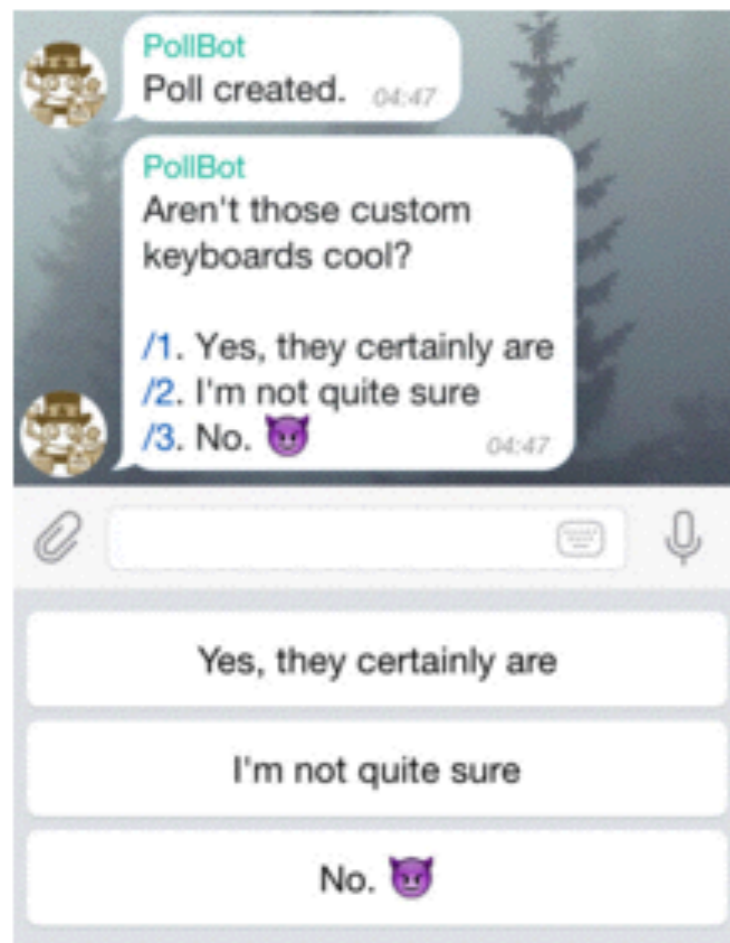 PollBot
Poll created. 04:47
PollBot
Aren't those custom
keyboards cool?
/1. Yes, they certainly are
/2. I'm not quite sure
/3. No. 😈 04:47
Yes, they certainly are
I'm not quite sure
No. 😈